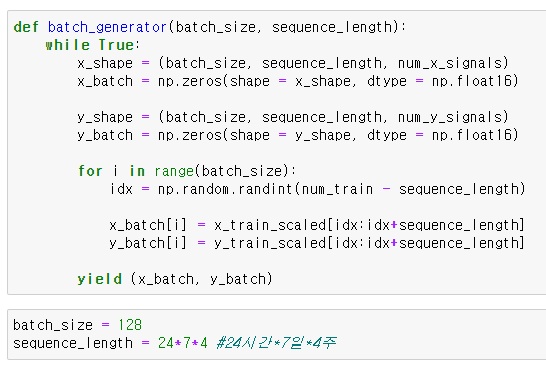 def batch_generator(batch_size, sequence_length):
    while True:
        x_shape = (batch_size, sequence_length, num_x_signals)
        x_batch = np.zeros(shape = x_shape, dtype = np.float16)

        y_shape = (batch_size, sequence_length, num_y_signals)
        y_batch = np.zeros(shape = y_shape, dtype = np.float16)

        for i in range(batch_size):
            idx = np.random.randint(num_train - sequence_length)

            x_batch[i] = x_train_scaled[idx:idx+sequence_length]
            y_batch[i] = y_train_scaled[idx:idx+sequence_length]

        yield (x_batch, y_batch)

batch_size = 128
sequence_length = 24*7*4 #24시간*7일*4주